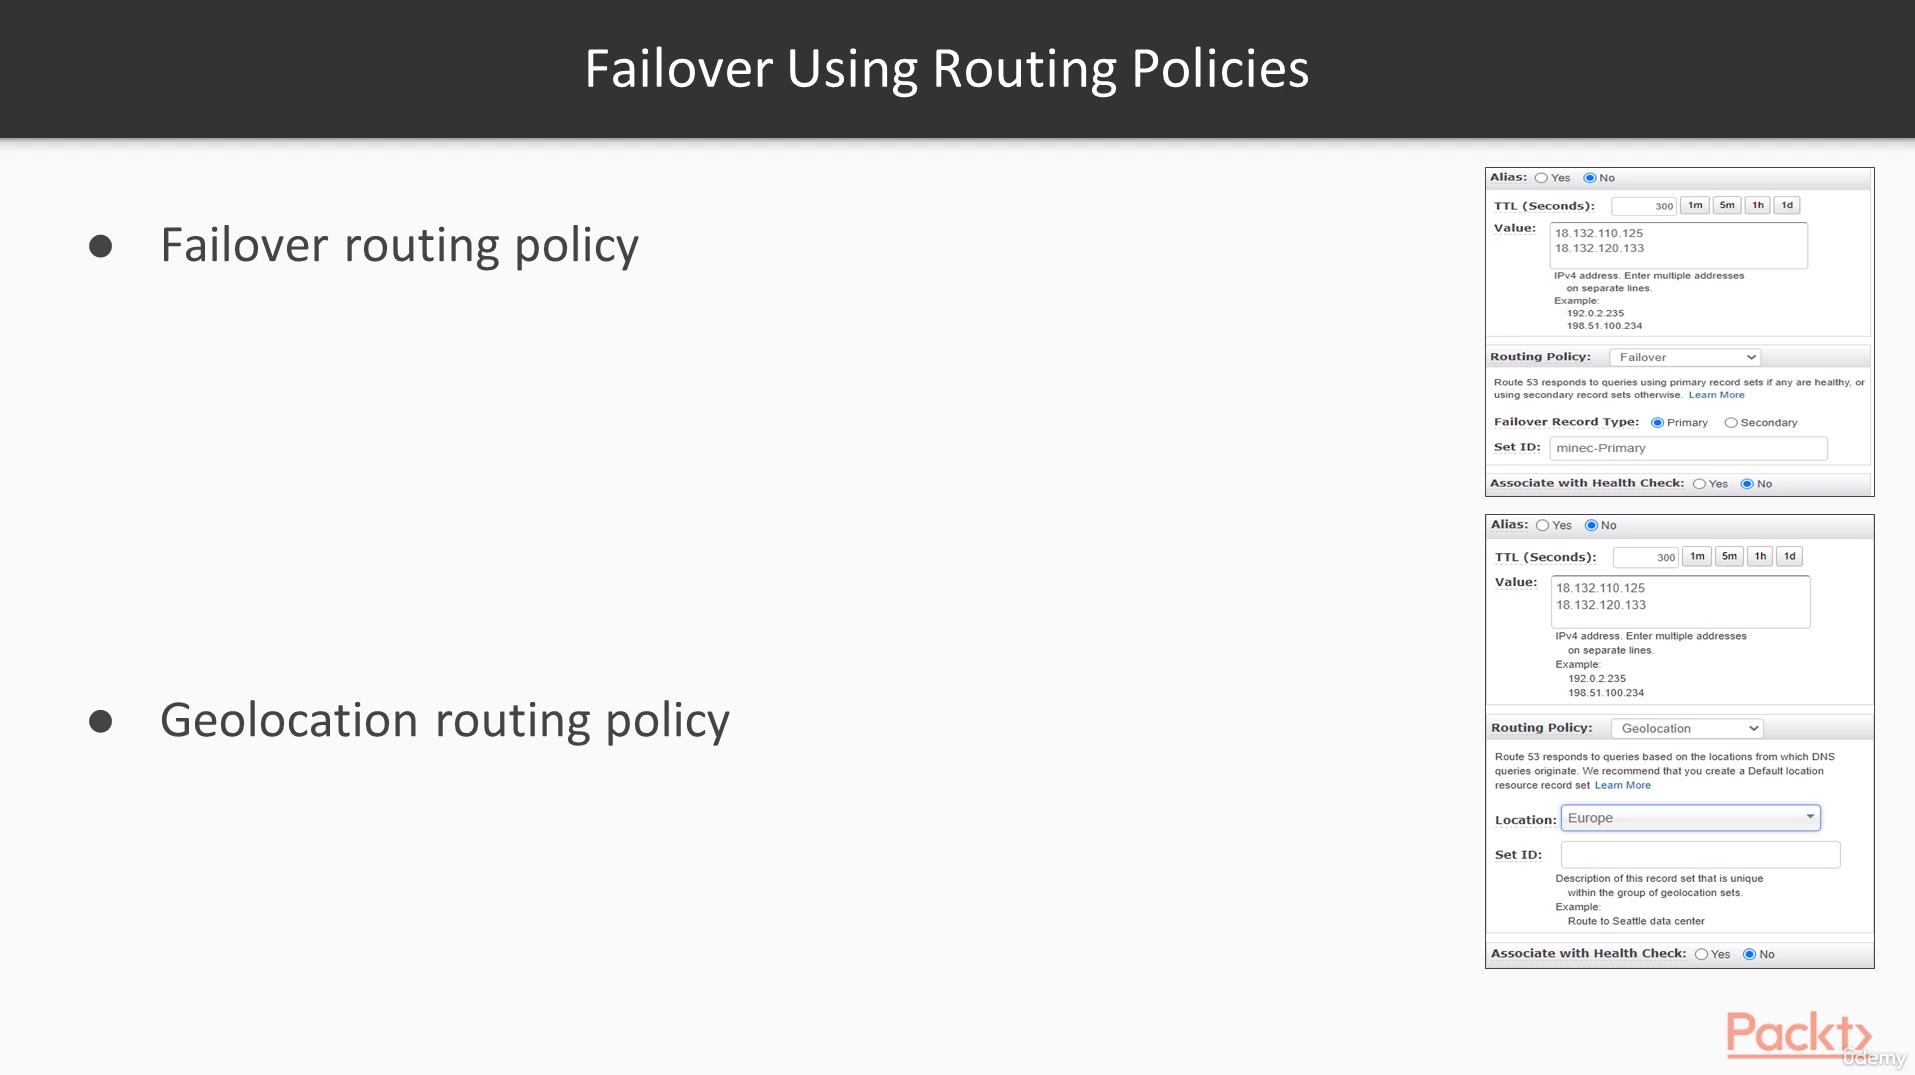 Failover Using Routing Policies
● Failover routing policy
Alias: Yes No
TTL (Seconds): 300 1m 5m 1h 1d
Value: 18.132.110.125
18.132.120.133
IPv4 address. Enter multiple addresses
on separate lines.
Example:
192.0.2.235
198.51.100.234
Routing Policy: Failover
Route 53 responds to queries using primary record sets if any are healthy, or
using secondary record sets otherwise. Learn More
Failover Record Type: Primary Secondary
Set ID: minec-Primary
Associate with Health Check: Yes No
● Geolocation routing policy
Alias: Yes No
TTL (Seconds): 300 1m 5m 1h 1d
Value: 18.132.110.125
18.132.120.133
IPv4 address. Enter multiple addresses
on separate lines.
Example:
192.0.2.235
198.51.100.234
Routing Policy: Geolocation
Route 53 responds to queries based on the locations from which DNS
queries originate. We recommend that you create a Default location
resource record set Learn More
Location: Europe
Set ID:
Description of this record set that is unique
within the group of geolocation sets.
Example:
Route to Seattle data center
Associate with Health Check: Yes No
Packt
ûdemy